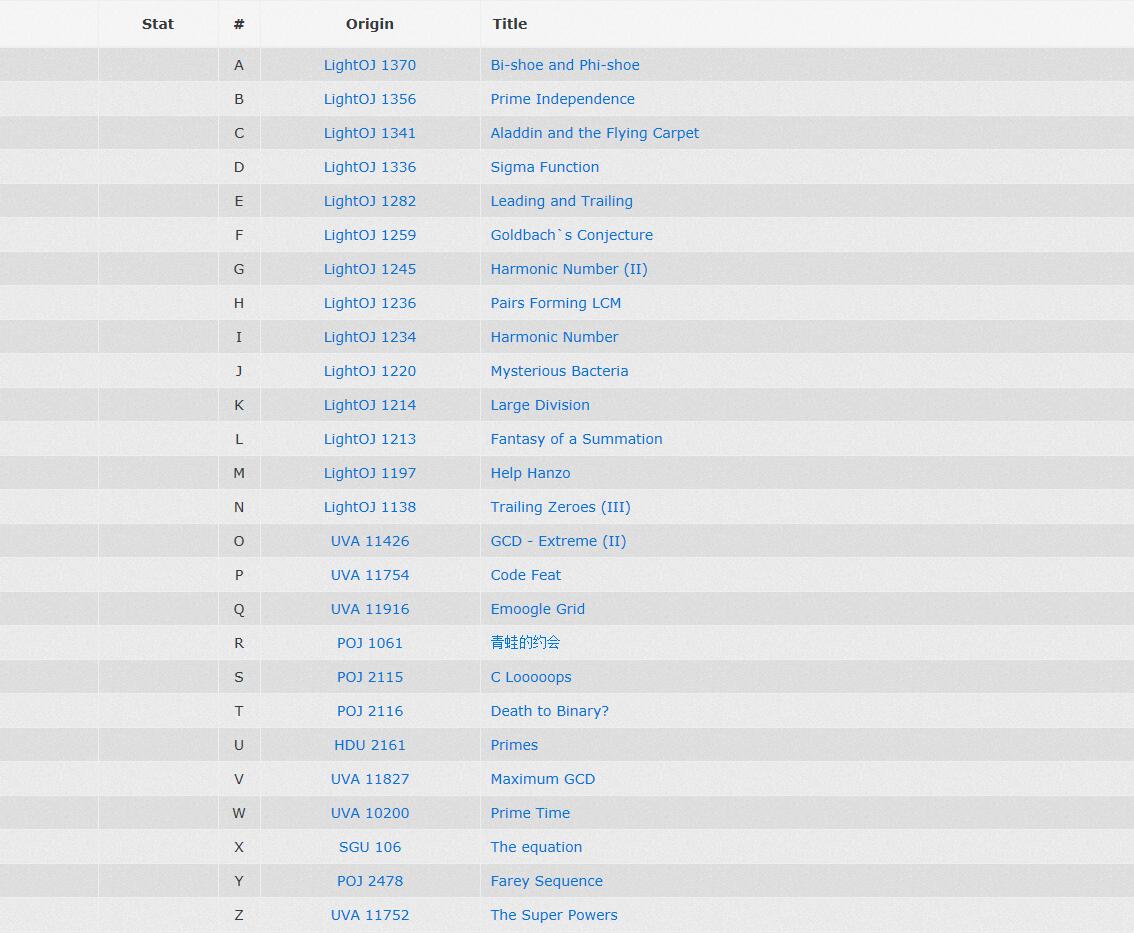 Stat # Origin Title
A LightOJ 1370 Bi-shoe and Phi-shoe
B LightOJ 1356 Prime Independence
C LightOJ 1341 Aladdin and the Flying Carpet
D LightOJ 1336 Sigma Function
E LightOJ 1282 Leading and Trailing
F LightOJ 1259 Goldbach`s Conjecture
G LightOJ 1245 Harmonic Number (II)
H LightOJ 1236 Pairs Forming LCM
I LightOJ 1234 Harmonic Number
J LightOJ 1220 Mysterious Bacteria
K LightOJ 1214 Large Division
L LightOJ 1213 Fantasy of a Summation
M LightOJ 1197 Help Hanzo
N LightOJ 1138 Trailing Zeroes (III)
O UVA 11426 GCD - Extreme (II)
P UVA 11754 Code Feat
Q UVA 11916 Emoogle Grid
R POJ 1061 青蛙的约会
S POJ 2115 C Looooops
T POJ 2116 Death to Binary?
U HDU 2161 Primes
V UVA 11827 Maximum GCD
W UVA 10200 Prime Time
X SGU 106 The equation
Y POJ 2478 Farey Sequence
Z UVA 11752 The Super Powers